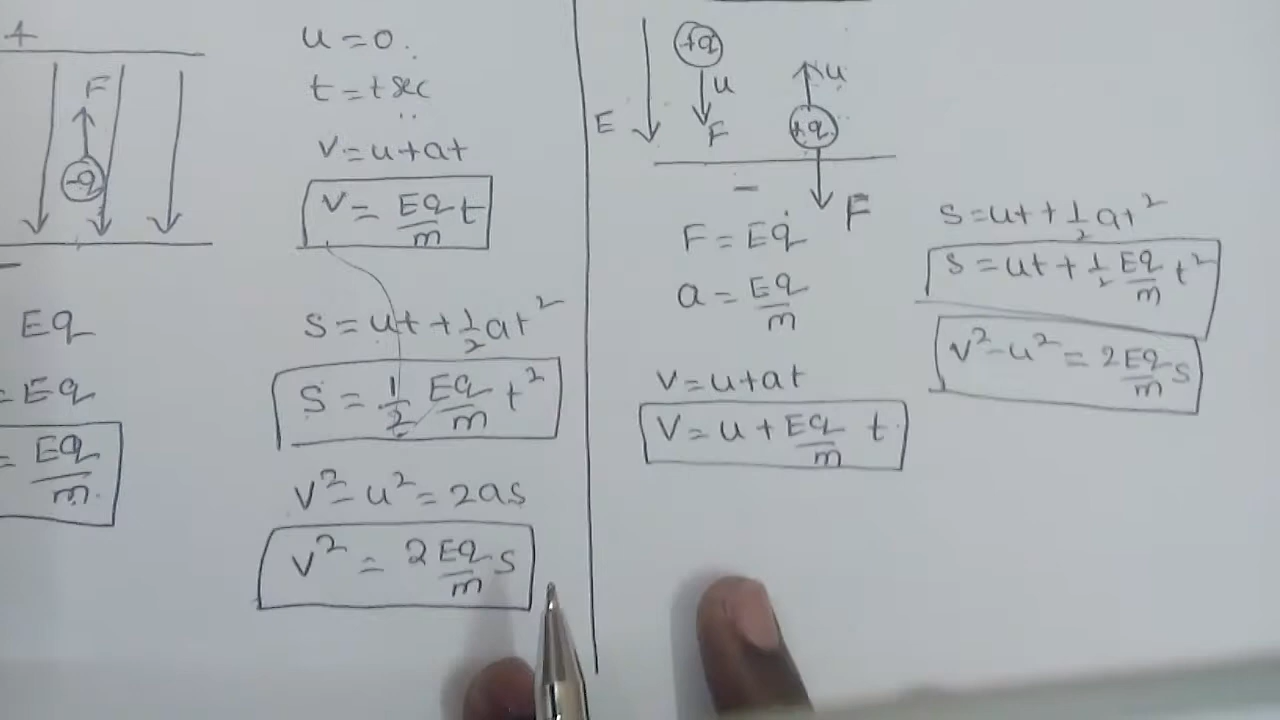 +
F
-q
-
Eq
= Eq
= Eq/m.
u = 0.
t = t sec
v = u + at
v = Eq/m t
s = ut + 1/2 at²
s = 1/2 Eq/m t²
v² - u² = 2as
v² = 2 Eq/m s
E
+q
u
F
u
+q
F
-
F = Eq
a = Eq/m
v = u + at
v = u + Eq/m t
s = ut + 1/2 at²
s = ut + 1/2 Eq/m t²
v² - u² = 2 Eq/m s